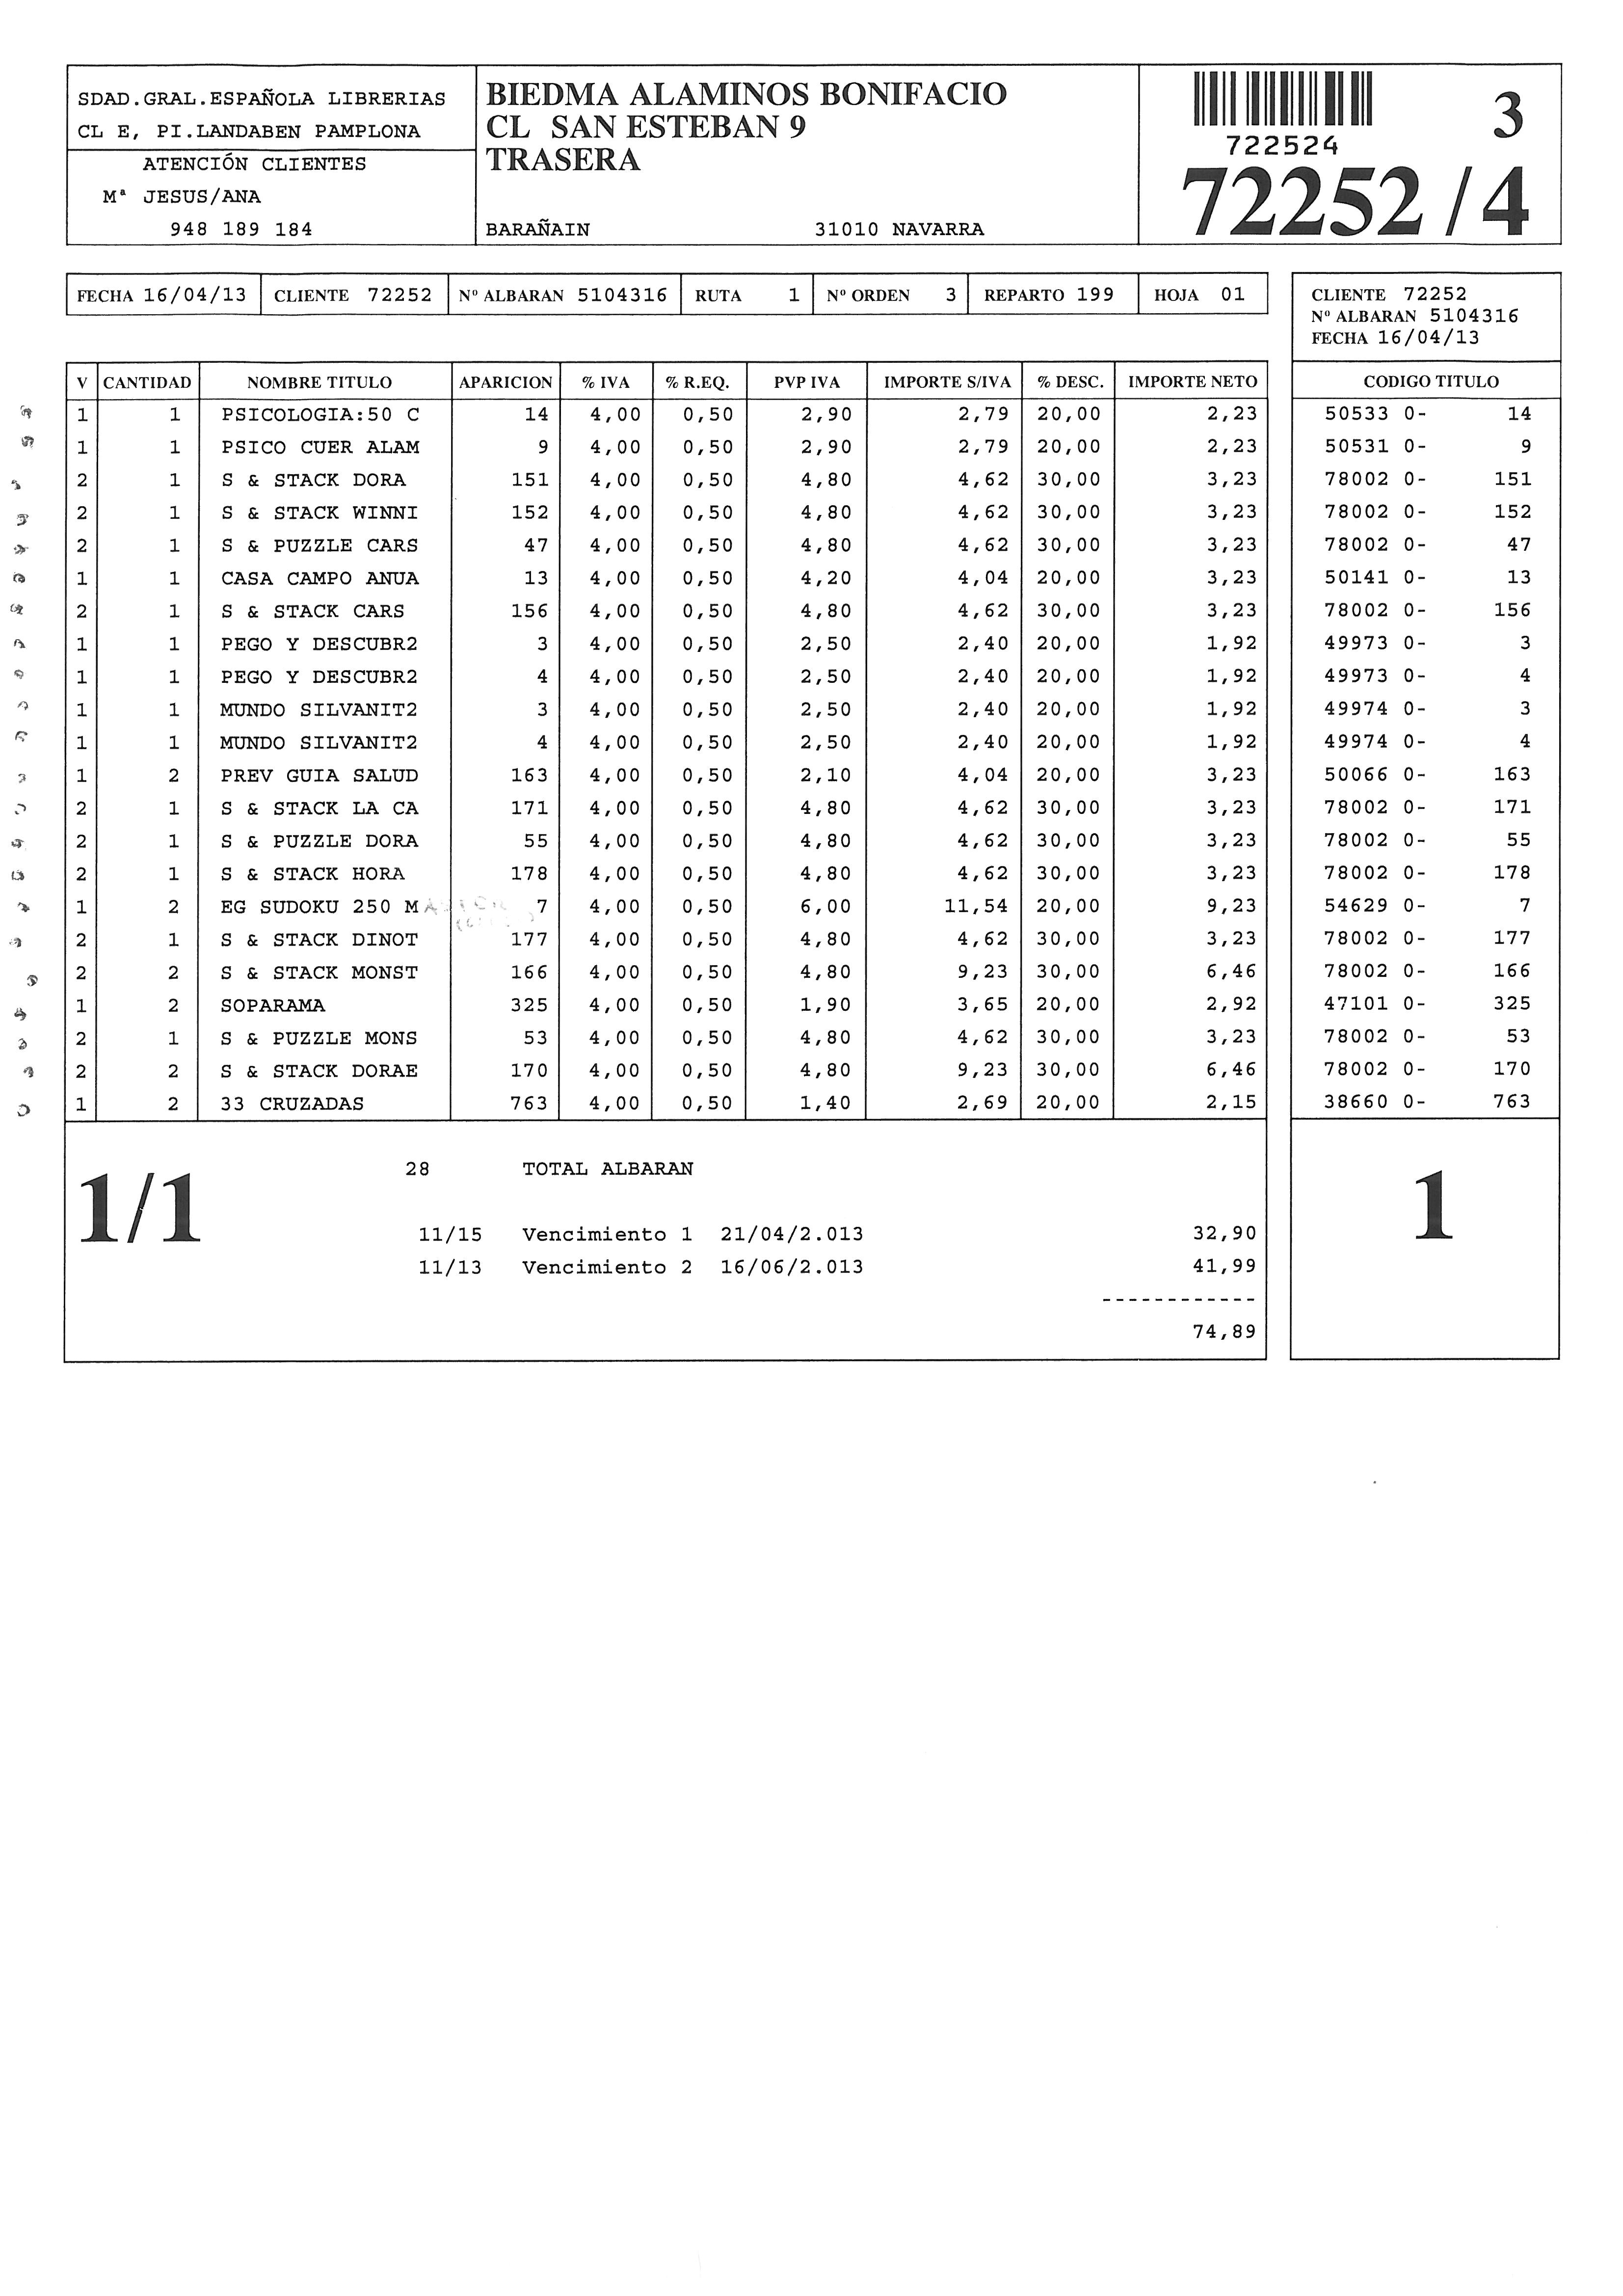 SDAD.GRAL.ESPAÑOLA LIBRERIAS
CL E, PI.LANDABEN PAMPLONA
ATENCIÓN CLIENTES
Mª JESUS/ANA
948 189 184
BIEDMA ALAMINOS BONIFACIO
CL SAN ESTEBAN 9
TRASERA
BARAÑAIN 31010 NAVARRA
722524
3
72252 / 4
FECHA 16/04/13 CLIENTE 72252 Nº ALBARAN 5104316 RUTA 1 Nº ORDEN 3 REPARTO 199 HOJA 01
CLIENTE 72252
Nº ALBARAN 5104316
FECHA 16/04/13
V CANTIDAD NOMBRE TITULO APARICION % IVA % R.EQ. PVP IVA IMPORTE S/IVA % DESC. IMPORTE NETO CODIGO TITULO
1 1 PSICOLOGIA:50 C 14 4,00 0,50 2,90 2,79 20,00 2,23 50533 0- 14
1 1 PSICO CUER ALAM 9 4,00 0,50 2,90 2,79 20,00 2,23 50531 0- 9
2 1 S & STACK DORA 151 4,00 0,50 4,80 4,62 30,00 3,23 78002 0- 151
2 1 S & STACK WINNI 152 4,00 0,50 4,80 4,62 30,00 3,23 78002 0- 152
2 1 S & PUZZLE CARS 47 4,00 0,50 4,80 4,62 30,00 3,23 78002 0- 47
1 1 CASA CAMPO ANUA 13 4,00 0,50 4,20 4,04 20,00 3,23 50141 0- 13
2 1 S & STACK CARS 156 4,00 0,50 4,80 4,62 30,00 3,23 78002 0- 156
1 1 PEGO Y DESCUBR2 3 4,00 0,50 2,50 2,40 20,00 1,92 49973 0- 3
1 1 PEGO Y DESCUBR2 4 4,00 0,50 2,50 2,40 20,00 1,92 49973 0- 4
1 1 MUNDO SILVANIT2 3 4,00 0,50 2,50 2,40 20,00 1,92 49974 0- 3
1 1 MUNDO SILVANIT2 4 4,00 0,50 2,50 2,40 20,00 1,92 49974 0- 4
1 2 PREV GUIA SALUD 163 4,00 0,50 2,10 4,04 20,00 3,23 50066 0- 163
2 1 S & STACK LA CA 171 4,00 0,50 4,80 4,62 30,00 3,23 78002 0- 171
2 1 S & PUZZLE DORA 55 4,00 0,50 4,80 4,62 30,00 3,23 78002 0- 55
2 1 S & STACK HORA 178 4,00 0,50 4,80 4,62 30,00 3,23 78002 0- 178
1 2 EG SUDOKU 250 M 7 4,00 0,50 6,00 11,54 20,00 9,23 54629 0- 7
2 1 S & STACK DINOT 177 4,00 0,50 4,80 4,62 30,00 3,23 78002 0- 177
2 2 S & STACK MONST 166 4,00 0,50 4,80 9,23 30,00 6,46 78002 0- 166
1 2 SOPARAMA 325 4,00 0,50 1,90 3,65 20,00 2,92 47101 0- 325
2 1 S & PUZZLE MONS 53 4,00 0,50 4,80 4,62 30,00 3,23 78002 0- 53
2 2 S & STACK DORAE 170 4,00 0,50 4,80 9,23 30,00 6,46 78002 0- 170
1 2 33 CRUZADAS 763 4,00 0,50 1,40 2,69 20,00 2,15 38660 0- 763
28 TOTAL ALBARAN
1/1
11/15 Vencimiento 1 21/04/2.013 32,90
11/13 Vencimiento 2 16/06/2.013 41,99
------------
74,89
1